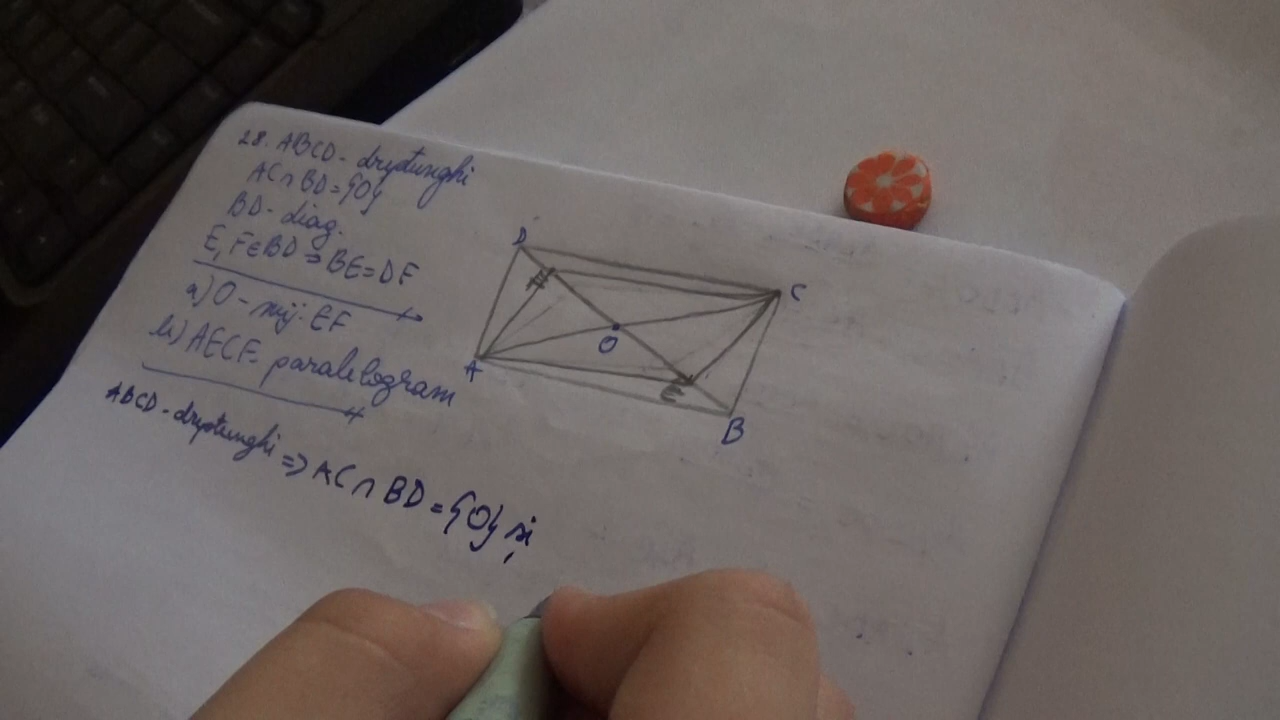 28. ABCD - dreptunghi
AC∩BD={O}
BD - diag.
E, F∈BD ⇒ BE=DF
a) O - mij: EF
b) AECF - paralelogram
ABCD - dreptunghi ⇒ AC∩BD={O} și
D
C
O
A
E
B